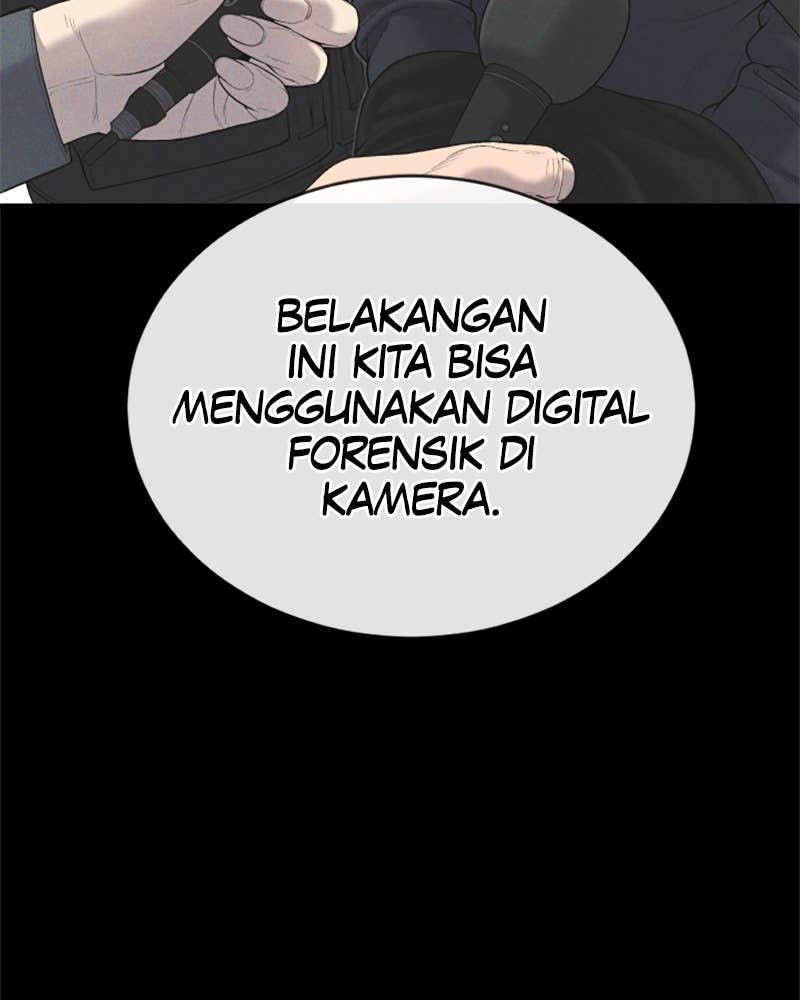 BELAKANGAN
INI KITA BISA
MENGGUNAKAN DIGITAL
FORENSIK DI
KAMERA.